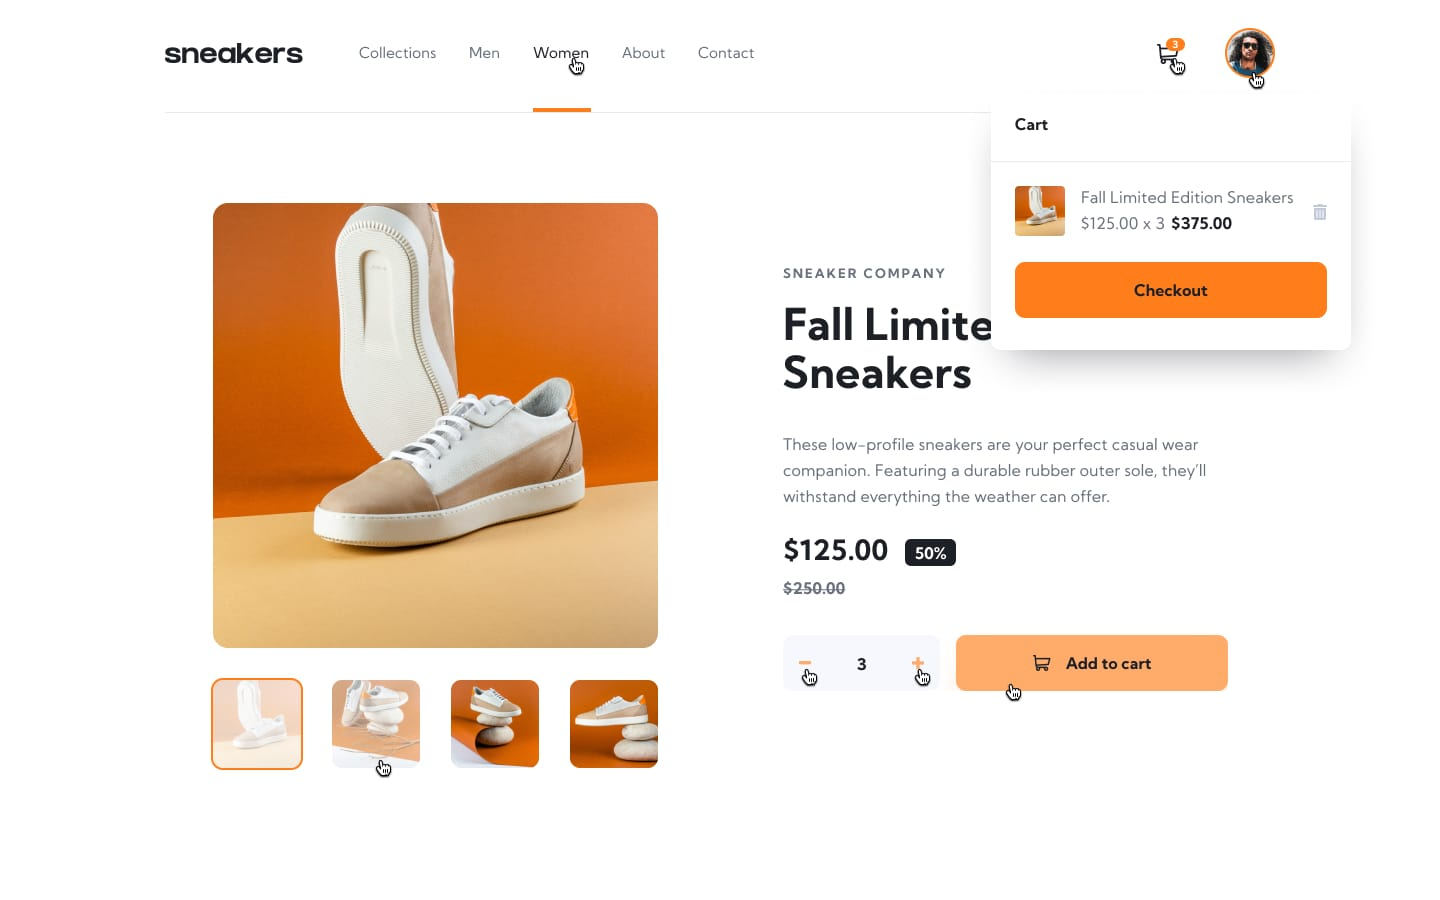 sneakers
Collections
Men
Women
About
Contact
3
Cart
Fall Limited Edition Sneakers
$125.00 x 3 $375.00
Checkout
SNEAKER COMPANY
Fall Limite
Sneakers
These low-profile sneakers are your perfect casual wear
companion. Featuring a durable rubber outer sole, they’ll
withstand everything the weather can offer.
$125.00 50%
$250.00
3
Add to cart